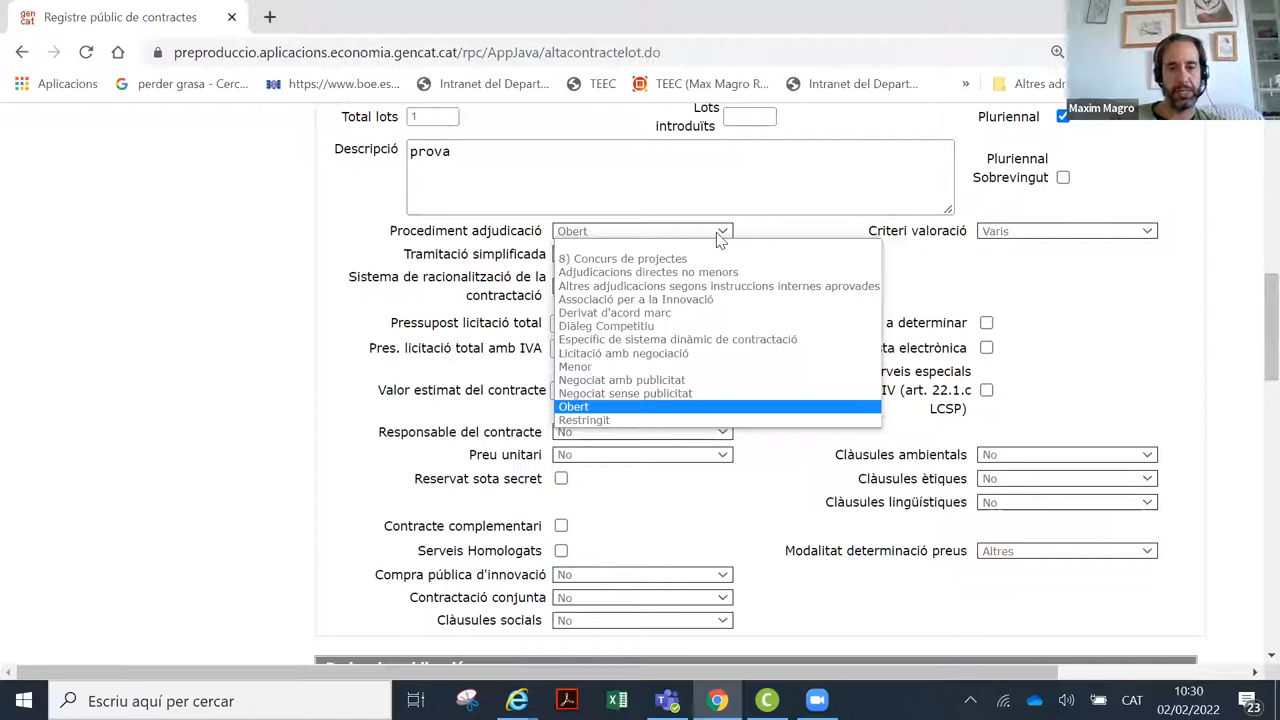 gen
cat
Registre públic de contractes
preproduccio.aplicacions.economia.gencat.cat/rpc/AppJava/altacontractelot.do
Aplicacions
perder grasa - Cerc...
https://www.boe.es...
Intranet del Depart...
TEEC
TEEC (Max Magro R...
Intranet del Depart...
»
Altres adr
Maxim Magro
Total lots
1
Lots
introduïts
Pluriennal
Descripció
prova
Pluriennal
Sobrevingut
Procediment adjudicació
Obert
Criteri valoració
Varis
Tramitació simplificada
Sistema de racionalització de la
contractació
8) Concurs de projectes
Adjudicacions directes no menors
Altres adjudicacions segons instruccions internes aprovades
Associació per a la Innovació
Derivat d'acord marc
Diàleg Competitiu
Específic de sistema dinàmic de contractació
Licitació amb negociació
Menor
Negociat amb publicitat
Negociat sense publicitat
Obert
Restringit
Pressupost licitació total
a determinar
Pres. licitació total amb IVA
sta electrònica
Valor estimat del contracte
rveis especials
IV (art. 22.1.c
LCSP)
Responsable del contracte
No
Preu unitari
No
Clàusules ambientals
No
Reservat sota secret
Clàusules ètiques
No
Clàusules lingüístiques
No
Contracte complementari
Serveis Homologats
Modalitat determinació preus
Altres
Compra pública d'innovació
No
Contractació conjunta
No
Clàusules socials
No
Escriu aquí per cercar
CAT
10:30
02/02/2022
23